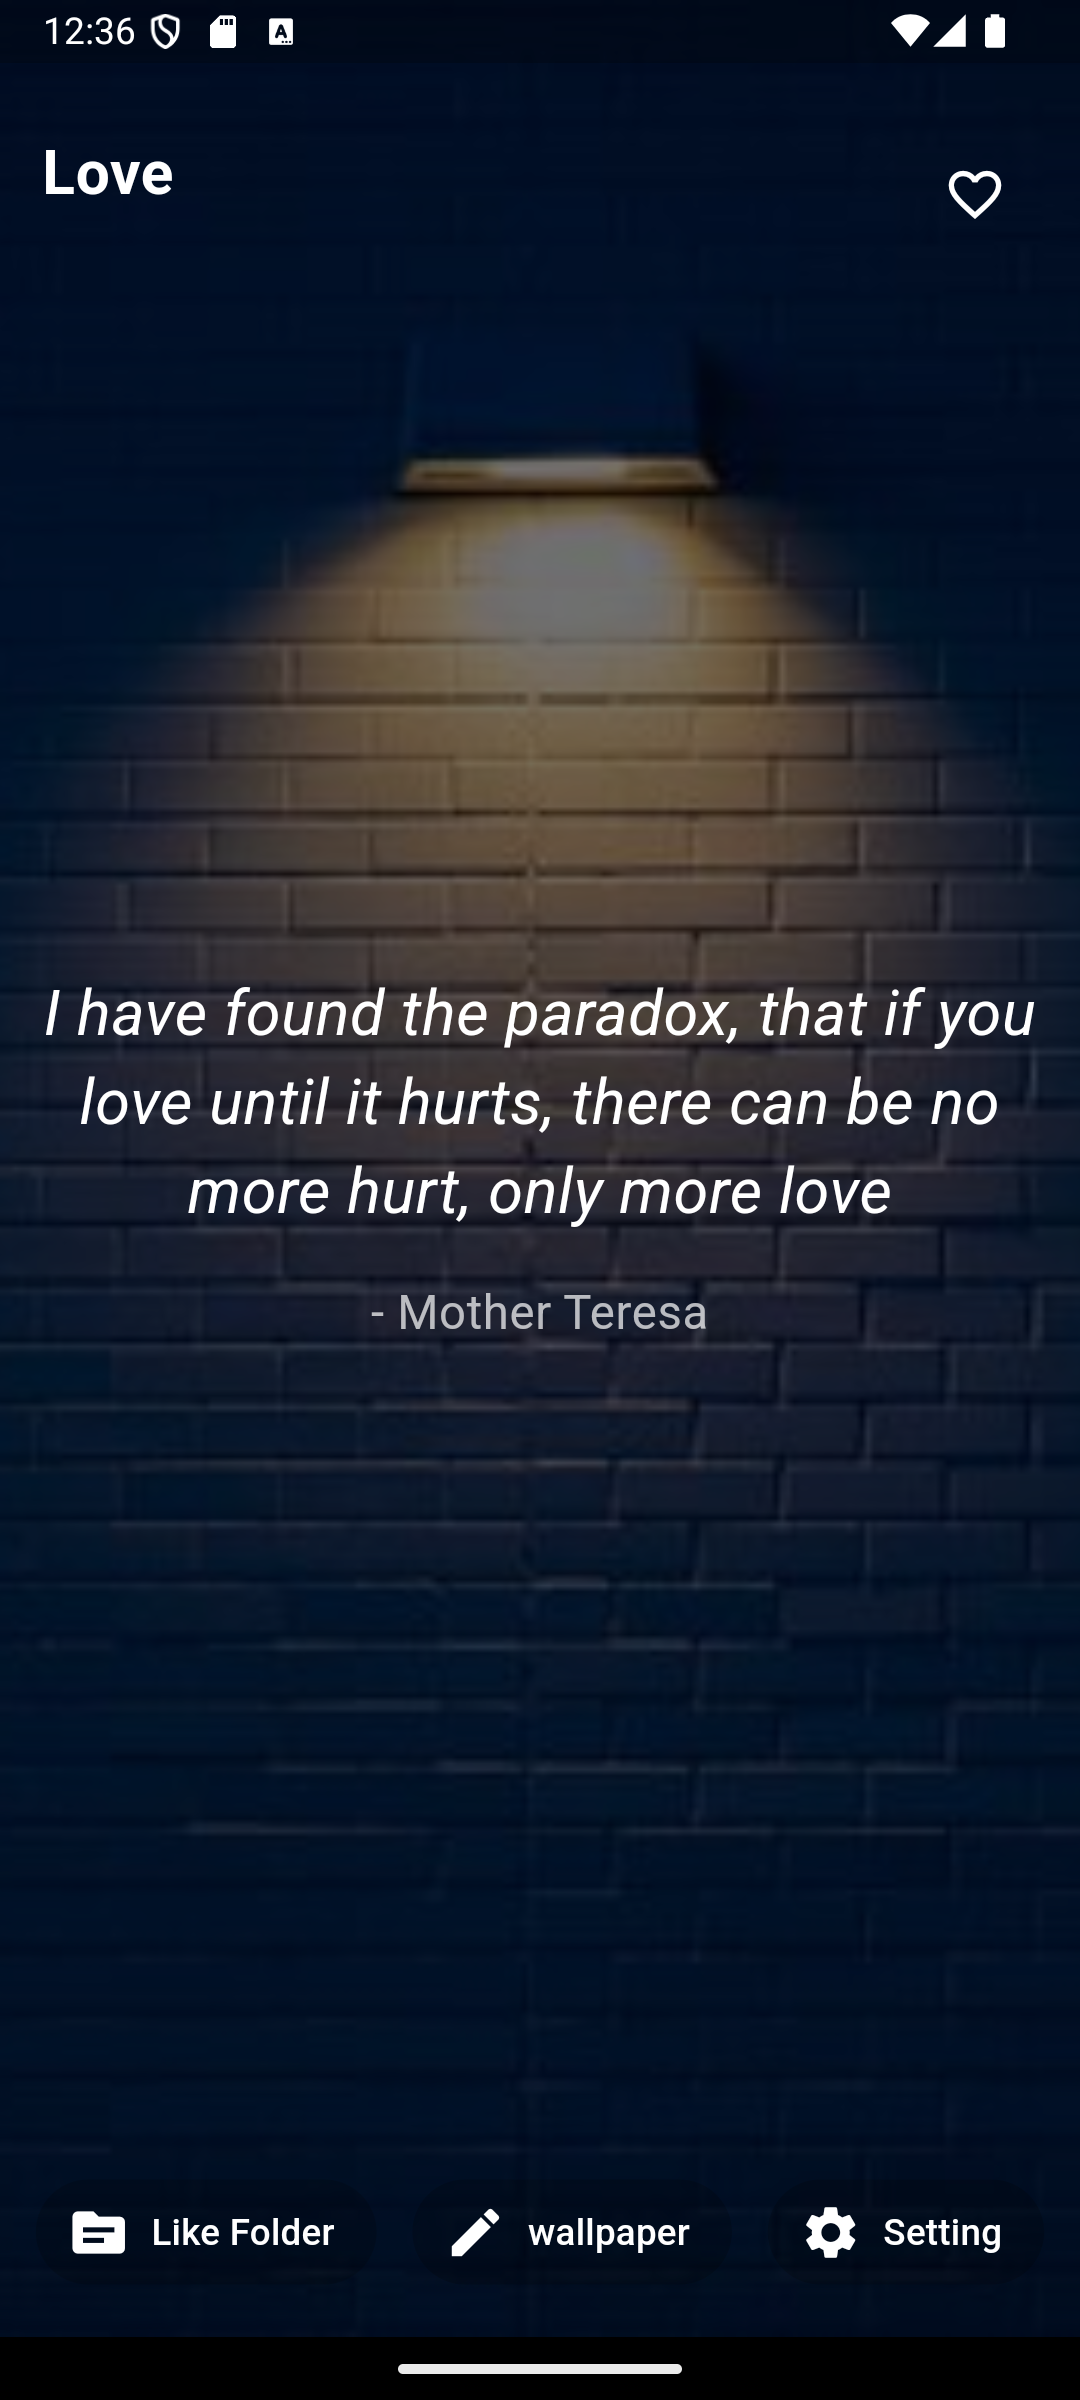 12:36
Love
I have found the paradox, that if you
love until it hurts, there can be no
more hurt, only more love
- Mother Teresa
Like Folder
wallpaper
Setting